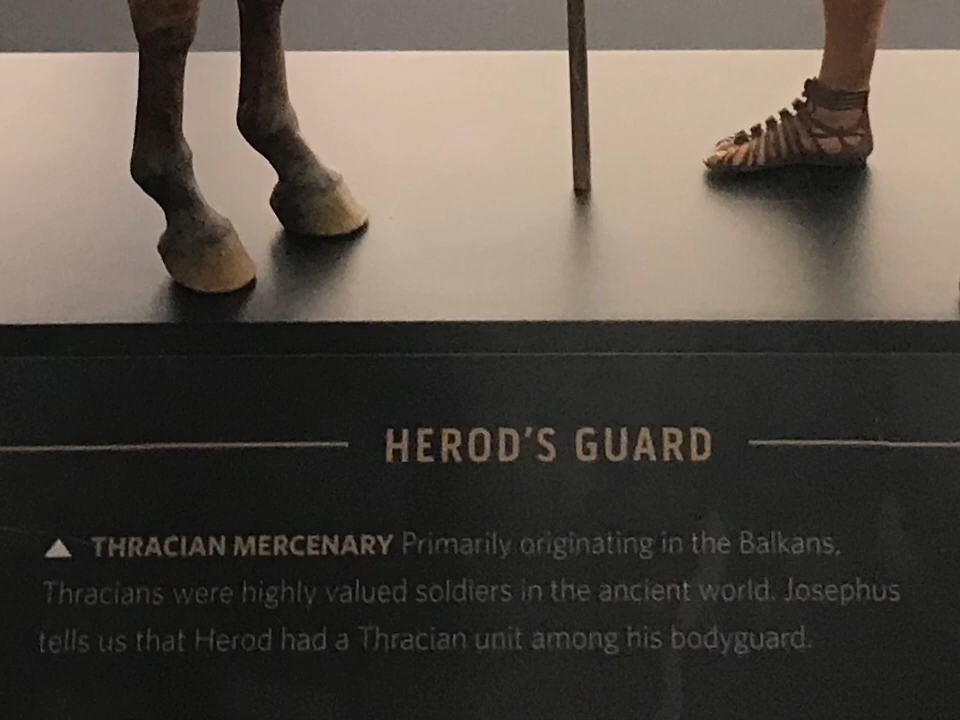 HEROD'S GUARD
▲ THRACIAN MERCENARY Primarily originating in the Balkans,
Thracians were highly valued soldiers in the ancient world. Josephus
tells us that Herod had a Thracian unit among his bodyguard.